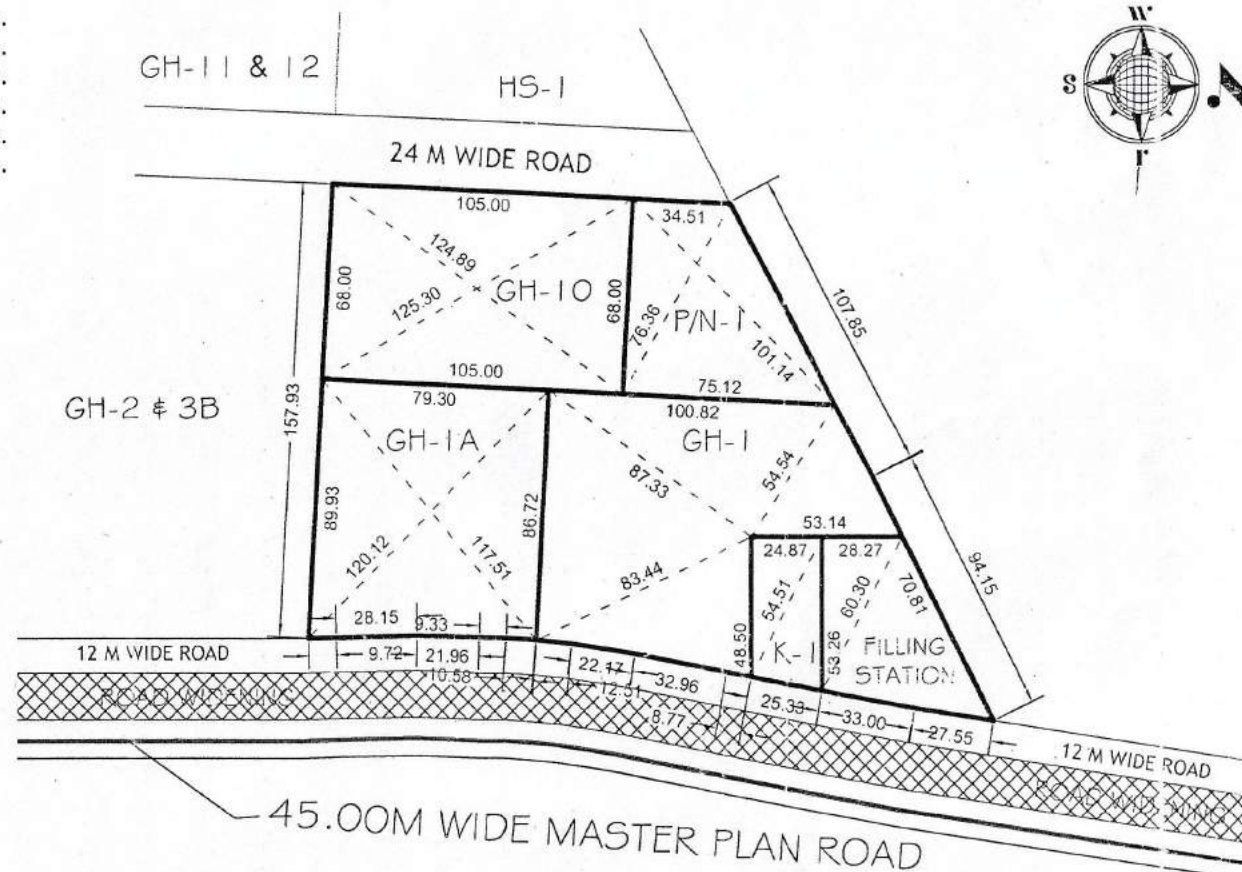 W
S
r
GH-11 & 12
HS-1
24 M WIDE ROAD
105.00
34.51
124.89
GH-10
68.00
68.00
125.30
76.36
P/N-1
101.14
107.85
105.00
75.12
GH-2 & 3B
157.93
79.30
100.82
GH-1A
GH-1
89.93
86.72
87.33
54.54
120.12
117.51
83.44
53.14
24.87
28.27
94.15
54.51
60.30
70.81
48.50
K-1
53.26
FILLING
STATION
28.15
9.33
12 M WIDE ROAD
9.72
21.96
22.17
32.96
10.58
12.51
8.77
25.33
33.00
27.55
12 M WIDE ROAD
ROAD WIDENING
ROAD WIDENING
45.00M WIDE MASTER PLAN ROAD